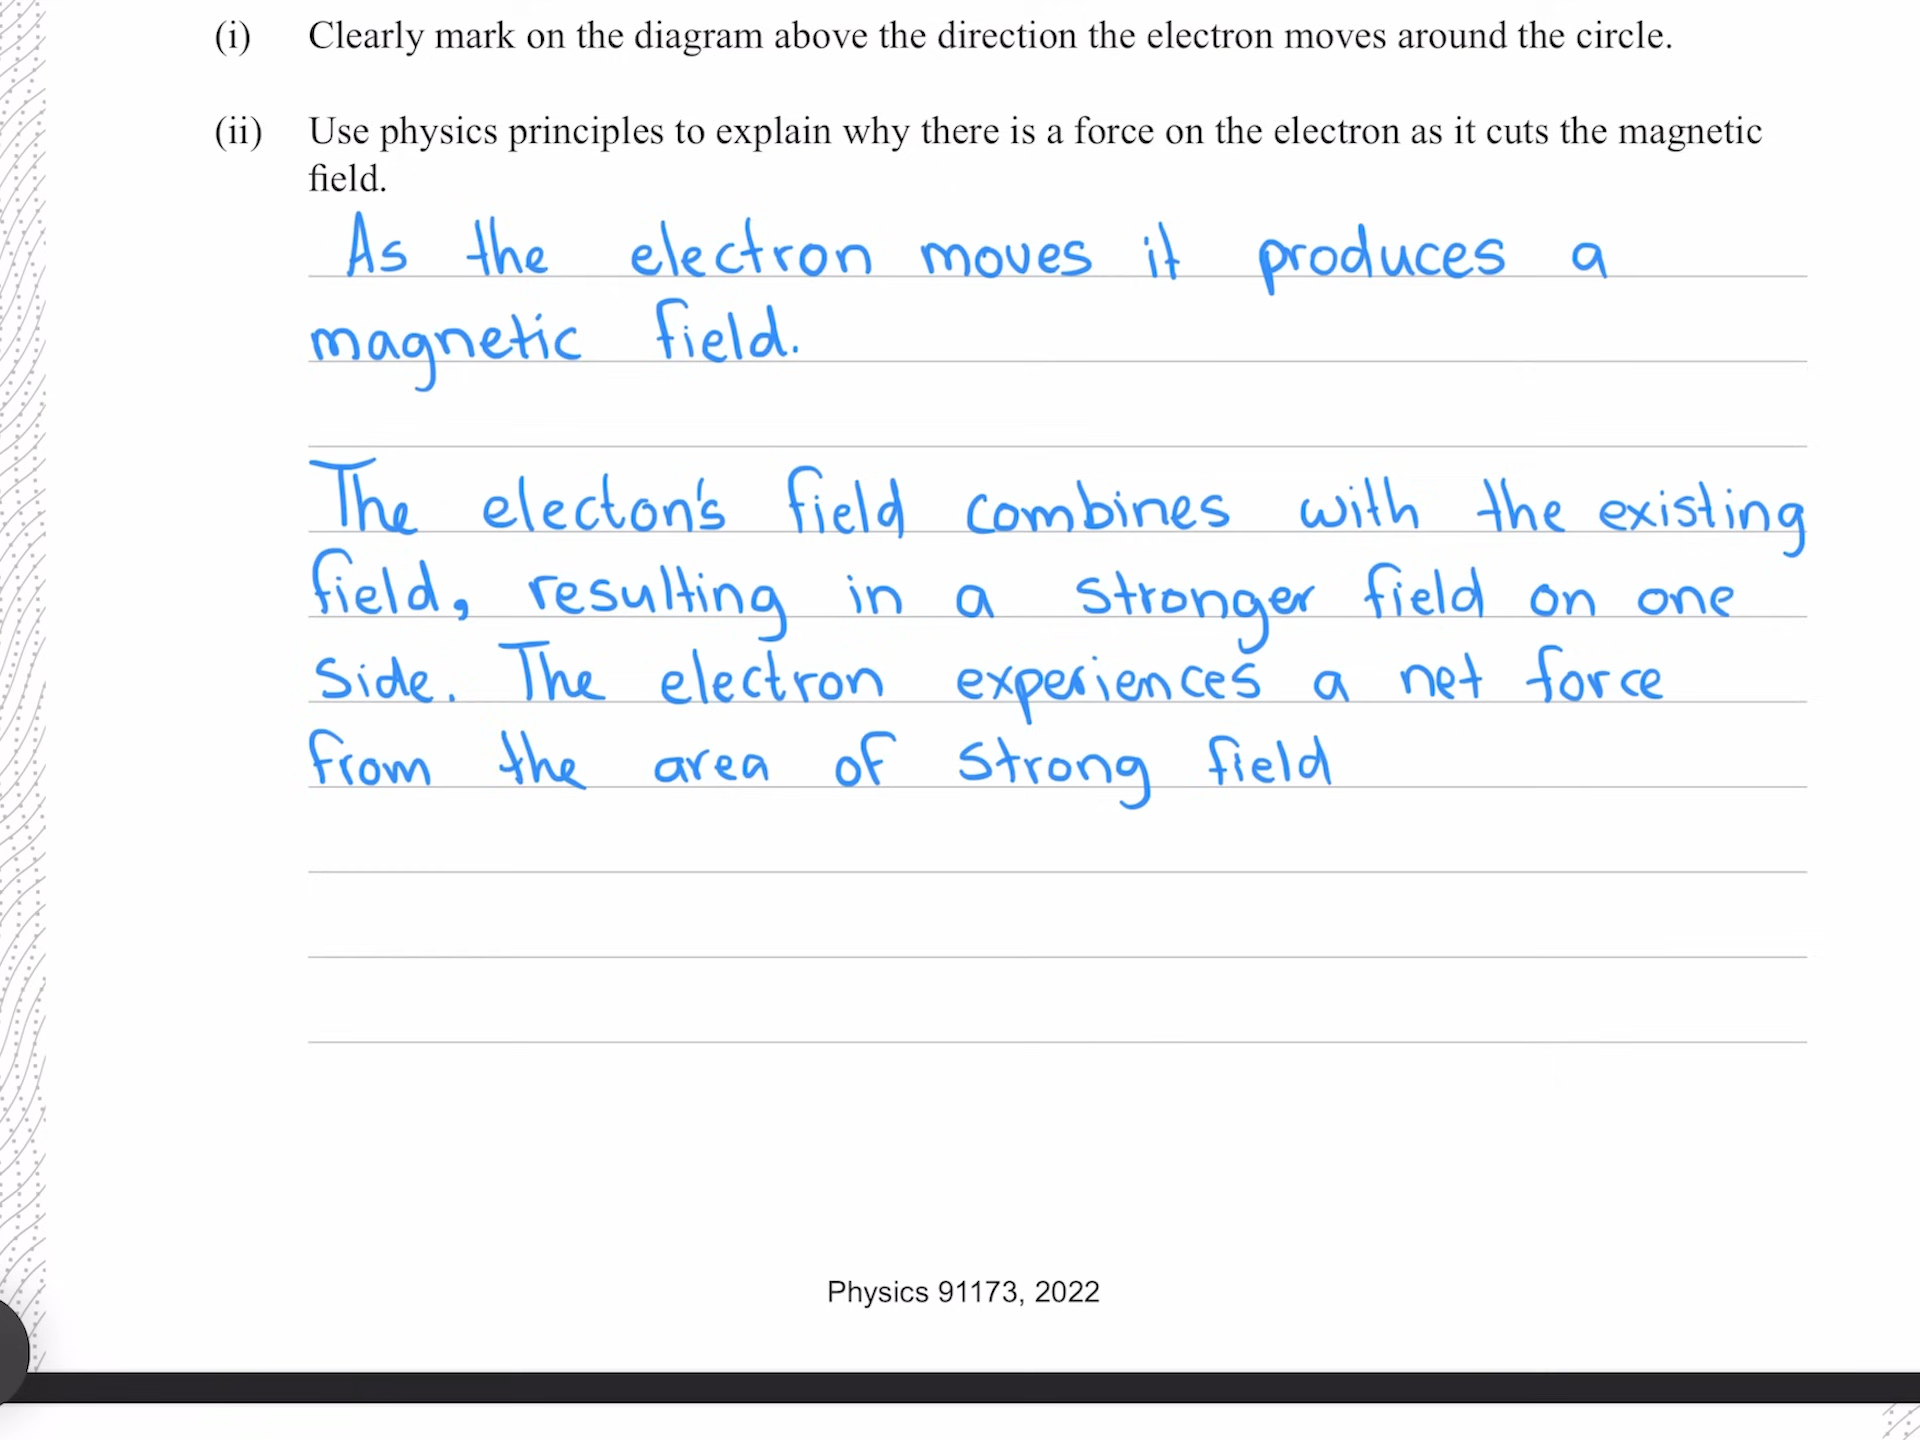 (i) Clearly mark on the diagram above the direction the electron moves around the circle.
(ii) Use physics principles to explain why there is a force on the electron as it cuts the magnetic
field.
As the electron moves it produces a
magnetic field.
The electon's field combines with the existing
field, resulting in a stronger field on one
side. The electron experiences a net force
from the area of strong field
Physics 91173, 2022